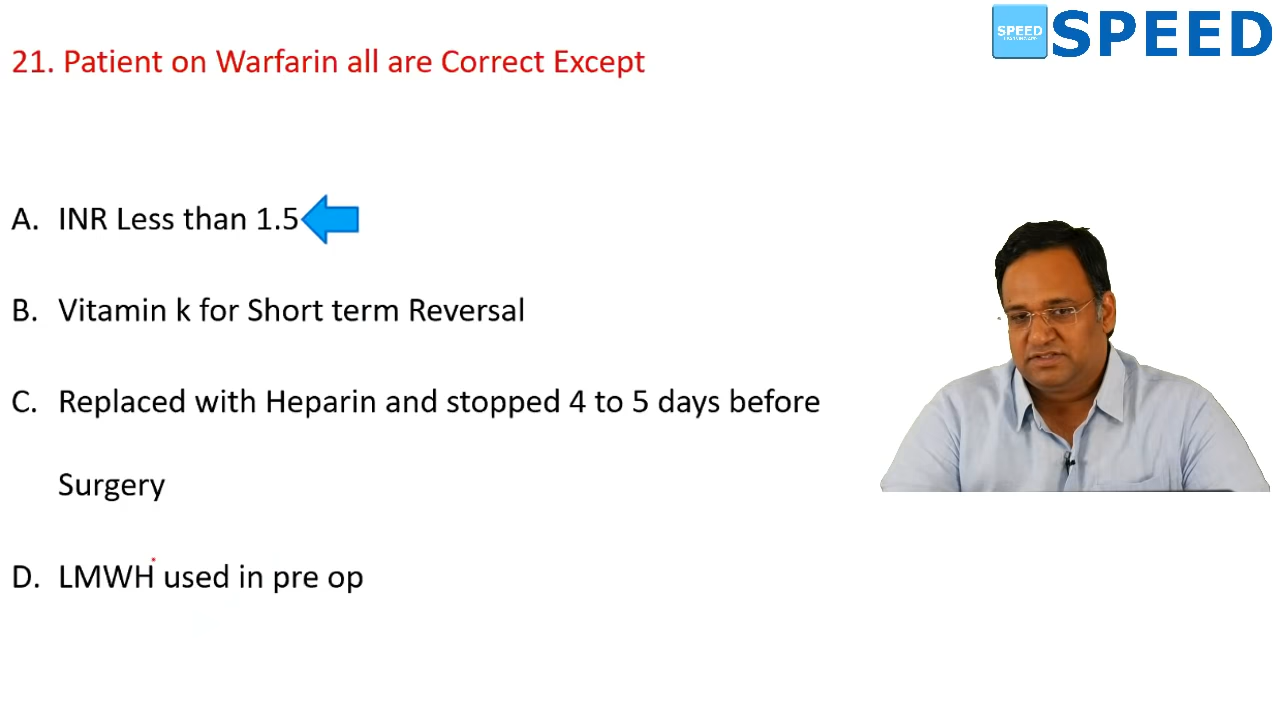 SPEED
SPEED
21. Patient on Warfarin all are Correct Except
A. INR Less than 1.5
B. Vitamin k for Short term Reversal
C. Replaced with Heparin and stopped 4 to 5 days before
Surgery
D. LMWH used in pre op